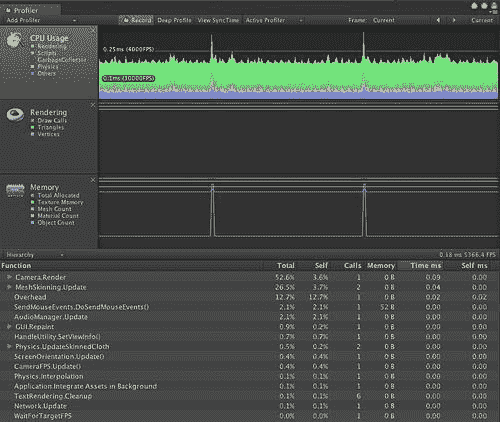 Profiler
Add Profiler Record Deep Profile View SyncTime Active Profiler Frame: Current Current
CPU Usage
Rendering
Scripts
GarbageCollector
Physics
Others
0.25ms (4000FPS)
0.1ms (10000FPS)
Rendering
Draw Calls
Triangles
Vertices
Memory
Total Allocated
Texture Memory
Mesh Count
Material Count
Object Count
Hierarchy 0.18 ms 5366.4 FPS
Function Total Self Calls Memory Time ms Self ms
Camera.Render 52.6% 3.6% 1 0 B 0.09 0.00
MeshSkinning.Update 26.5% 3.7% 2 0 B 0.04 0.00
Overhead 12.7% 12.7% 1 0 B 0.02 0.02
SendMouseEvents.DoSendMouseEvents() 2.1% 2.1% 1 52 B 0.00 0.00
AudioManager.Update 2.1% 2.1% 1 0 B 0.00 0.00
GUI.Repaint 0.9% 0.2% 1 0 B 0.00 0.00
HandleUtility.SetViewInfo() 0.7% 0.7% 1 0 B 0.00 0.00
Physics.UpdateSkinnedCloth 0.5% 0.2% 2 0 B 0.00 0.00
ScreenOrientation.Update() 0.4% 0.4% 1 0 B 0.00 0.00
CameraFPS.Update() 0.4% 0.4% 1 0 B 0.00 0.00
Physics.Interpolation 0.1% 0.1% 1 0 B 0.00 0.00
Application.Integrate Assets in Background 0.1% 0.1% 1 0 B 0.00 0.00
TextRendering.Cleanup 0.1% 0.1% 6 0 B 0.00 0.00
Network.Update 0.1% 0.1% 1 0 B 0.00 0.00
WaitForTargetFPS 0.0% 0.0% 1 0 B 0.00 0.00